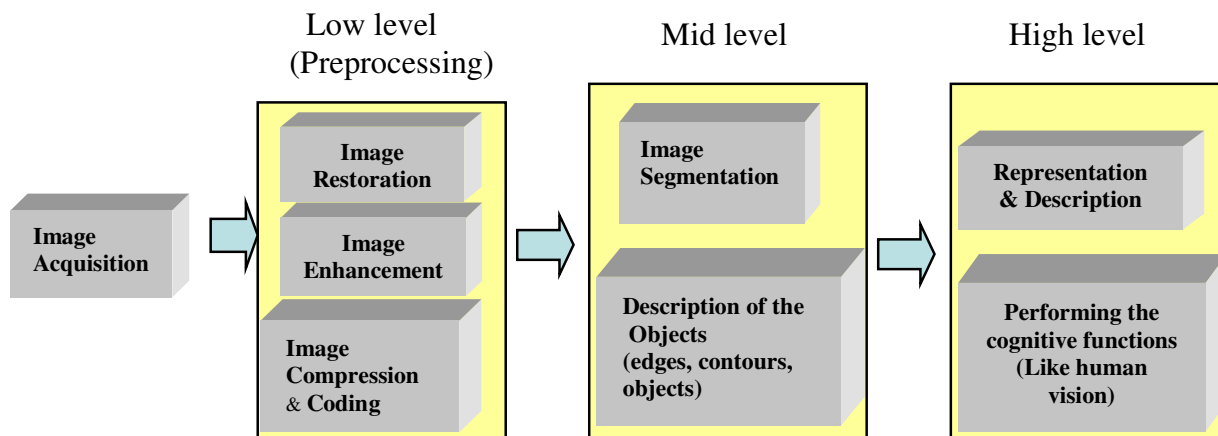 Low level
(Preprocessing)
Mid level
High level
Image
Acquisition
Image
Restoration
Image
Enhancement
Image
Compression
& Coding
Image
Segmentation
Description of the
Objects
(edges, contours,
objects)
Representation
& Description
Performing the
cognitive functions
(Like human
vision)